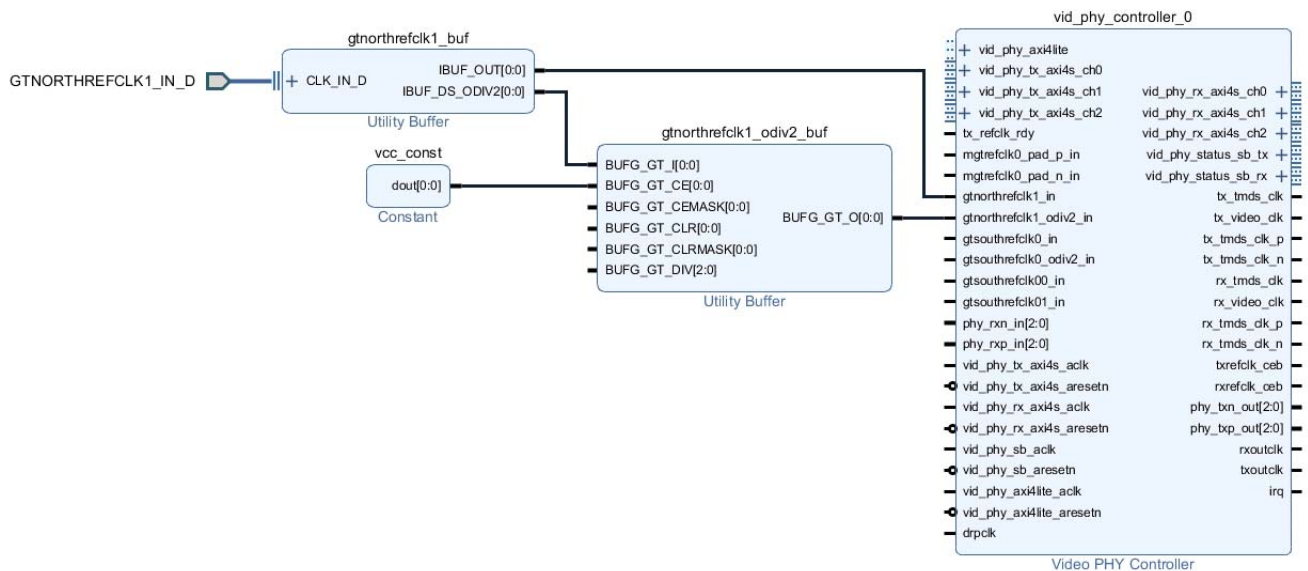 GTNORTHREFCLK1_IN_D
gtnorthrefclk1_buf
CLK_IN_D
IBUF_OUT[0:0]
IBUF_DS_ODIV2[0:0]
Utility Buffer
vcc_const
dout[0:0]
Constant
gtnorthrefclk1_odiv2_buf
BUFG_GT_I[0:0]
BUFG_GT_CE[0:0]
BUFG_GT_CEMASK[0:0]
BUFG_GT_CLR[0:0]
BUFG_GT_CLRMASK[0:0]
BUFG_GT_DIV[2:0]
BUFG_GT_O[0:0]
Utility Buffer
vid_phy_controller_0
vid_phy_axi4lite
vid_phy_tx_axi4s_ch0
vid_phy_tx_axi4s_ch1
vid_phy_tx_axi4s_ch2
tx_refclk_rdy
mgtrefclk0_pad_p_in
mgtrefclk0_pad_n_in
gtnorthrefclk1_in
gtnorthrefclk1_odiv2_in
gtsouthrefclk0_in
gtsouthrefclk0_odiv2_in
gtsouthrefclk00_in
gtsouthrefclk01_in
phy_rxn_in[2:0]
phy_rxp_in[2:0]
vid_phy_tx_axi4s_aclk
vid_phy_tx_axi4s_aresetn
vid_phy_rx_axi4s_aclk
vid_phy_rx_axi4s_aresetn
vid_phy_sb_aclk
vid_phy_sb_aresetn
vid_phy_axi4lite_aclk
vid_phy_axi4lite_aresetn
drpclk
vid_phy_rx_axi4s_ch0
vid_phy_rx_axi4s_ch1
vid_phy_rx_axi4s_ch2
vid_phy_status_sb_tx
vid_phy_status_sb_rx
tx_tmds_clk
tx_video_clk
tx_tmds_clk_p
tx_tmds_clk_n
rx_tmds_clk
rx_video_clk
rx_tmds_clk_p
rx_tmds_clk_n
txrefclk_ceb
rxrefclk_ceb
phy_txn_out[2:0]
phy_txp_out[2:0]
rxoutclk
txoutclk
irq
Video PHY Controller